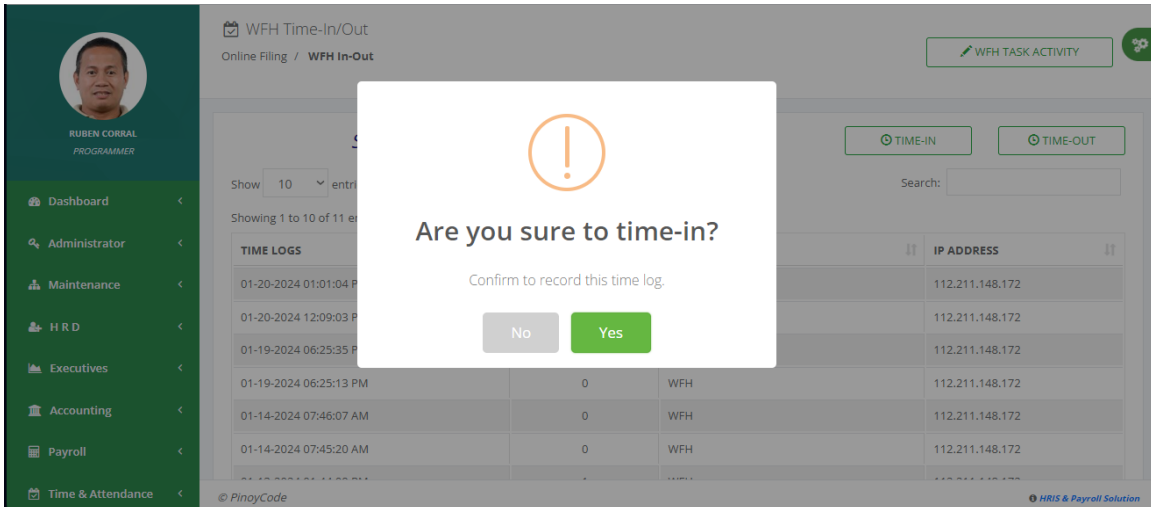 WFH Time-In/Out
Online Filing / WFH In-Out
WFH TASK ACTIVITY
RUBEN CORRAL
PROGRAMMER
Dashboard
Administrator
Maintenance
H R D
Executives
Accounting
Payroll
Time & Attendance
TIME-IN
TIME-OUT
Show 10
Search:
Showing 1 to 10 of 11
TIME LOGS IP ADDRESS
01-20-2024 01:01:04 P 112.211.148.172
01-20-2024 12:09:03 P 112.211.148.172
01-19-2024 06:25:35 P 112.211.148.172
01-19-2024 06:25:13 PM 0 WFH 112.211.148.172
01-14-2024 07:46:07 AM 0 WFH 112.211.148.172
01-14-2024 07:45:20 AM 0 WFH 112.211.148.172
Are you sure to time-in?
Confirm to record this time log.
No
Yes
© PinoyCode
HRIS & Payroll Solution